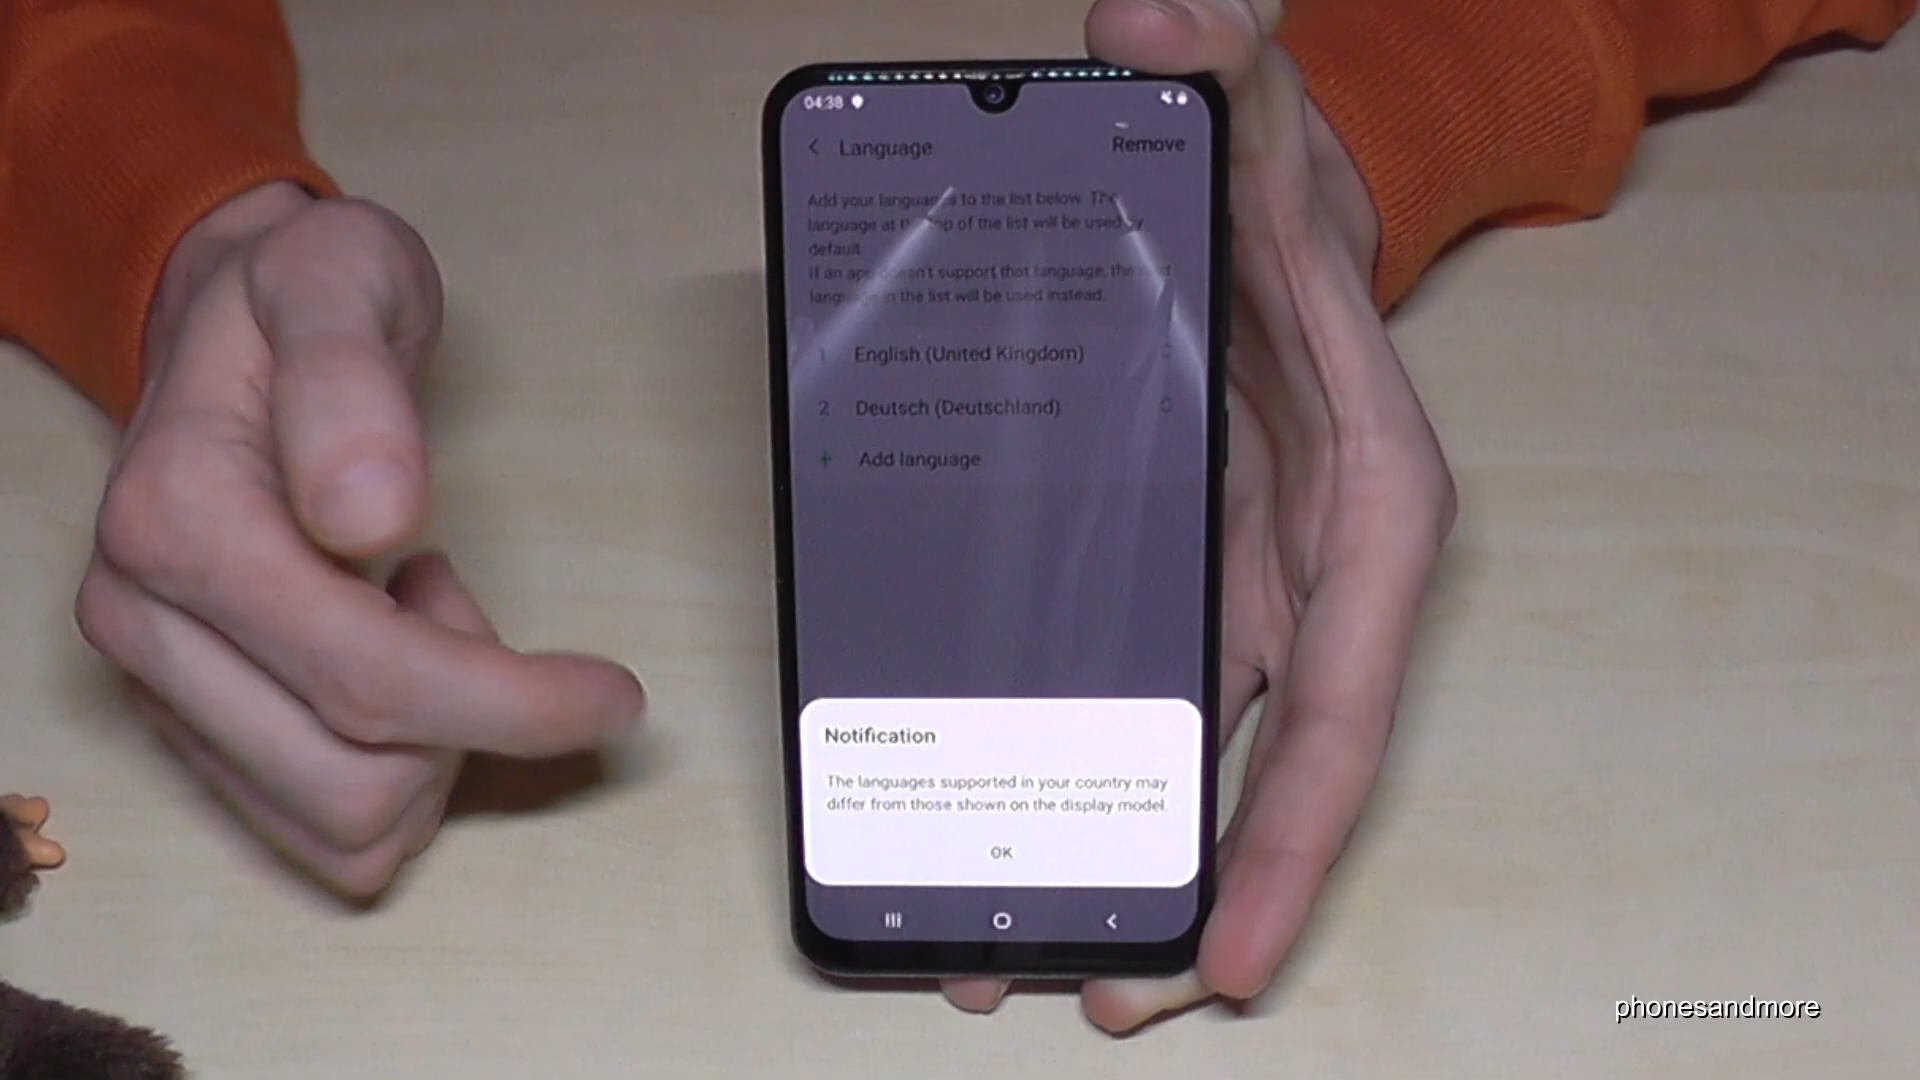 04:38
Language
Remove
Add your languages to the list below. The
language at the top of the list will be used by
default.
If an app doesn't support that language, the next
language in the list will be used instead.
1 English (United Kingdom)
2 Deutsch (Deutschland)
+ Add language
Notification
The languages supported in your country may
differ from those shown on the display model.
OK
phonesandmore